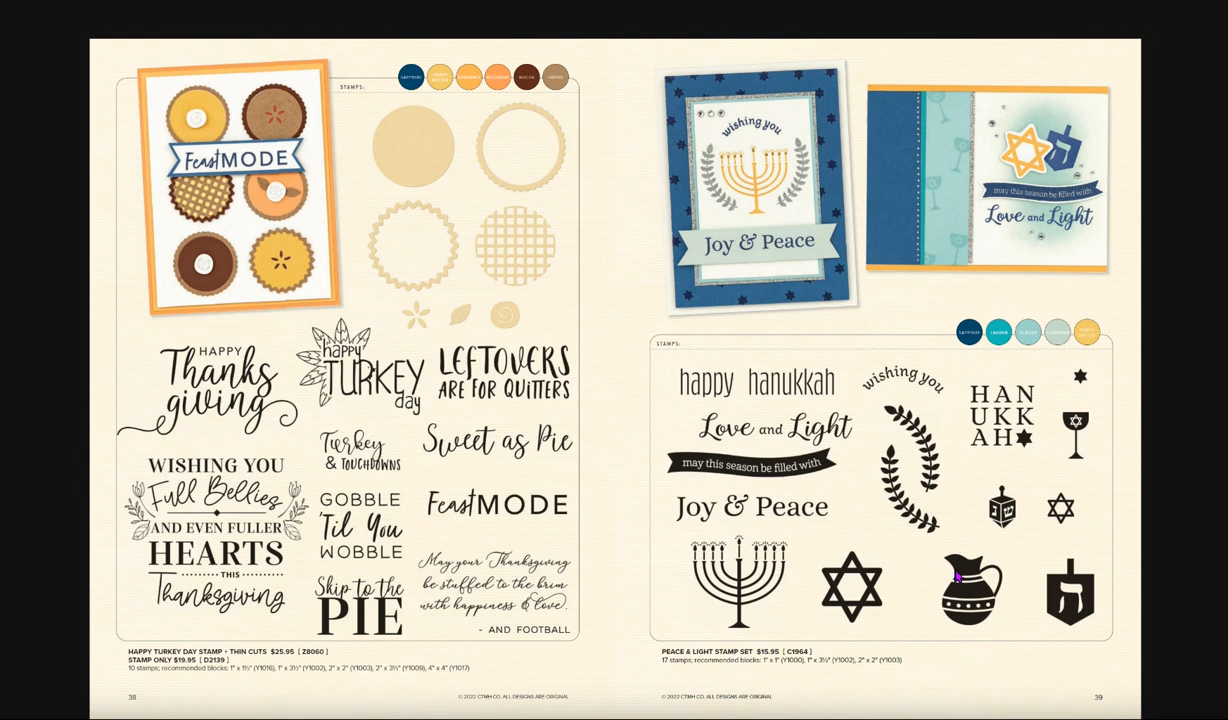 SAPPHIRE
STAMPS:
Feast MODE
HAPPY
Thanks
giving
happy
TURKEY
day
LEFTOVERS
ARE FOR QUITTERS
Turkey
& TOUCHDOWNS
Sweet as Pie
WISHING YOU
Full Bellies
AND EVEN FULLER
HEARTS
THIS
Thanksgiving
GOBBLE
'Til You
WOBBLE
Feast MODE
Skip to the
PIE
May your Thanksgiving
be stuffed to the brim
with happiness & love.
- AND FOOTBALL
HAPPY TURKEY DAY STAMP + THIN CUTS $25.95 [ Z8060 ]
STAMP ONLY $19.95 [ D2139 ]
10 stamps; recommended blocks: 1" x 1½" (Y1016), 1" x 3½" (Y1002), 2" x 2" (Y1003), 2" x 3½" (Y1009), 4" x 4" (Y1017)
38
© 2022 CTMH CO. ALL DESIGNS ARE ORIGINAL.
wishing you
Joy & Peace
may this season be filled with
Love and Light
SAPPHIRE
STAMPS:
happy hanukkah
wishing you
HAN
UKK
AH
Love and Light
may this season be filled with
Joy & Peace
נ
ה
PEACE & LIGHT STAMP SET $15.95 [ C1964 ]
17 stamps; recommended blocks: 1" x 1" (Y1000), 1" x 3½" (Y1002), 2" x 2" (Y1003)
© 2022 CTMH CO. ALL DESIGNS ARE ORIGINAL.
39